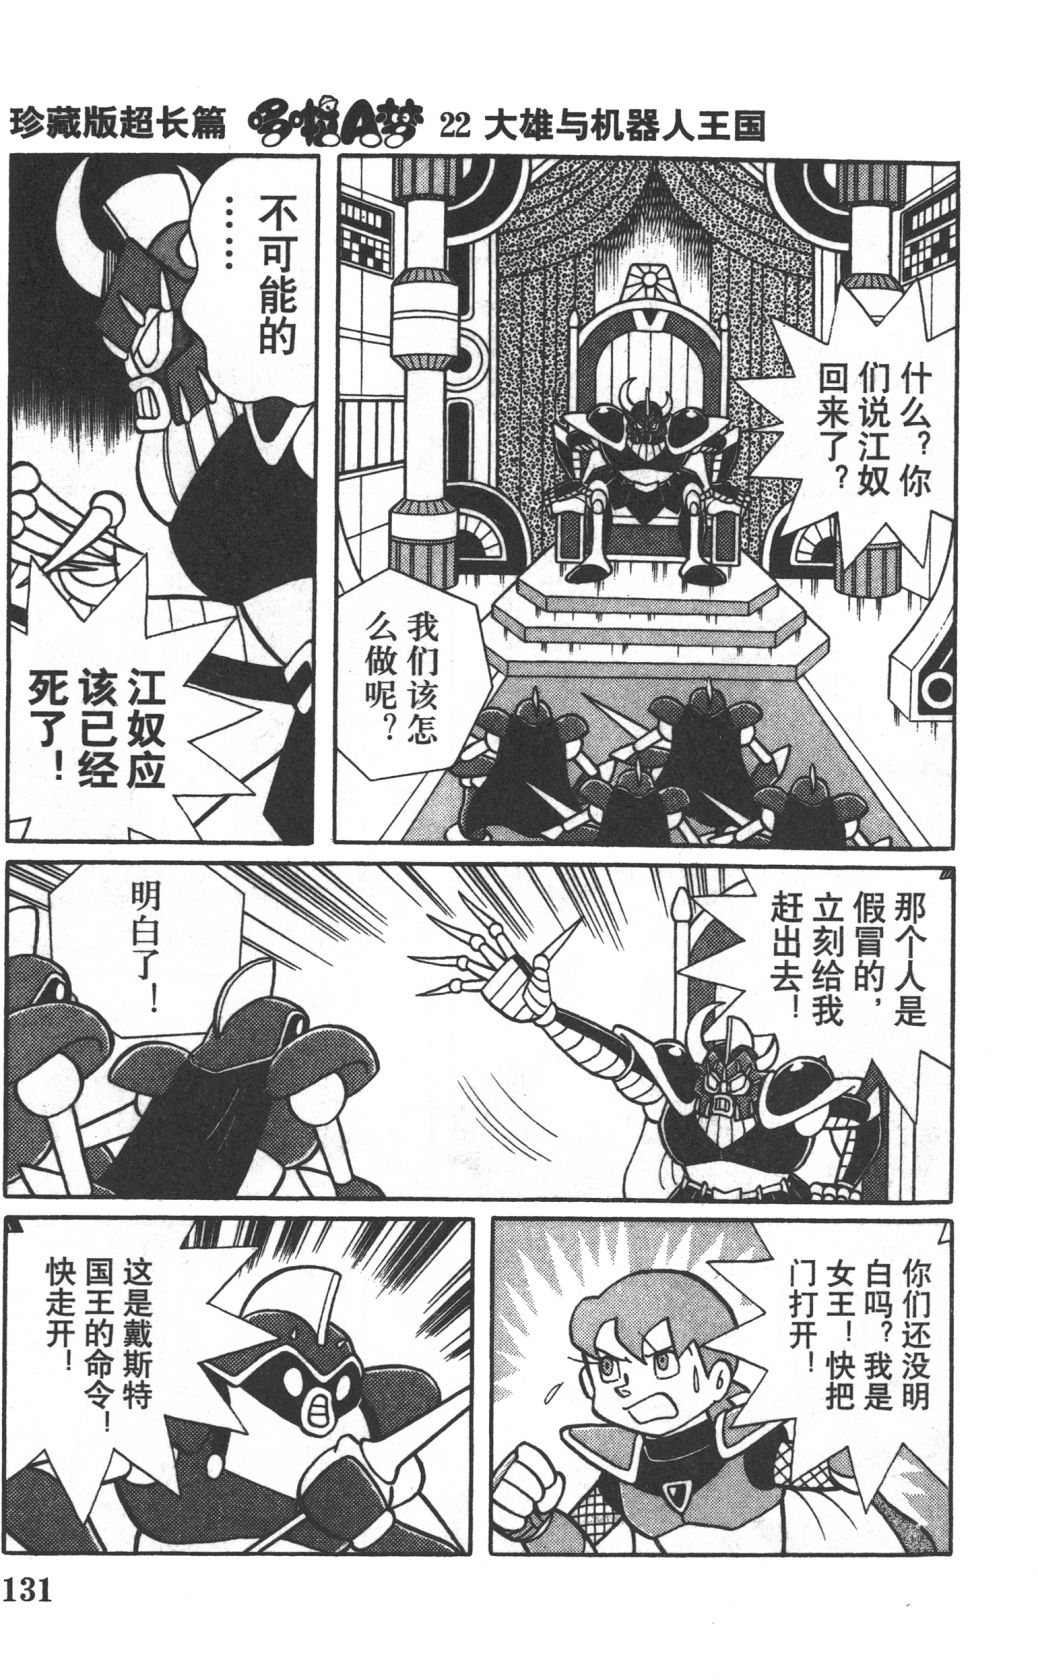 珍藏版超长篇 哆啦A梦 22 大雄与机器人王国
什么？你
们说江奴
回来了？
我们该怎
么做呢？
不可能的
……
江奴应
该已经
死了！
那个人是
假冒的，
立刻给我
赶出去！
明白了！
你们还没明
白吗？我是
女王！快把
门打开！
这是戴斯特
国王的命令！
快走开！
131